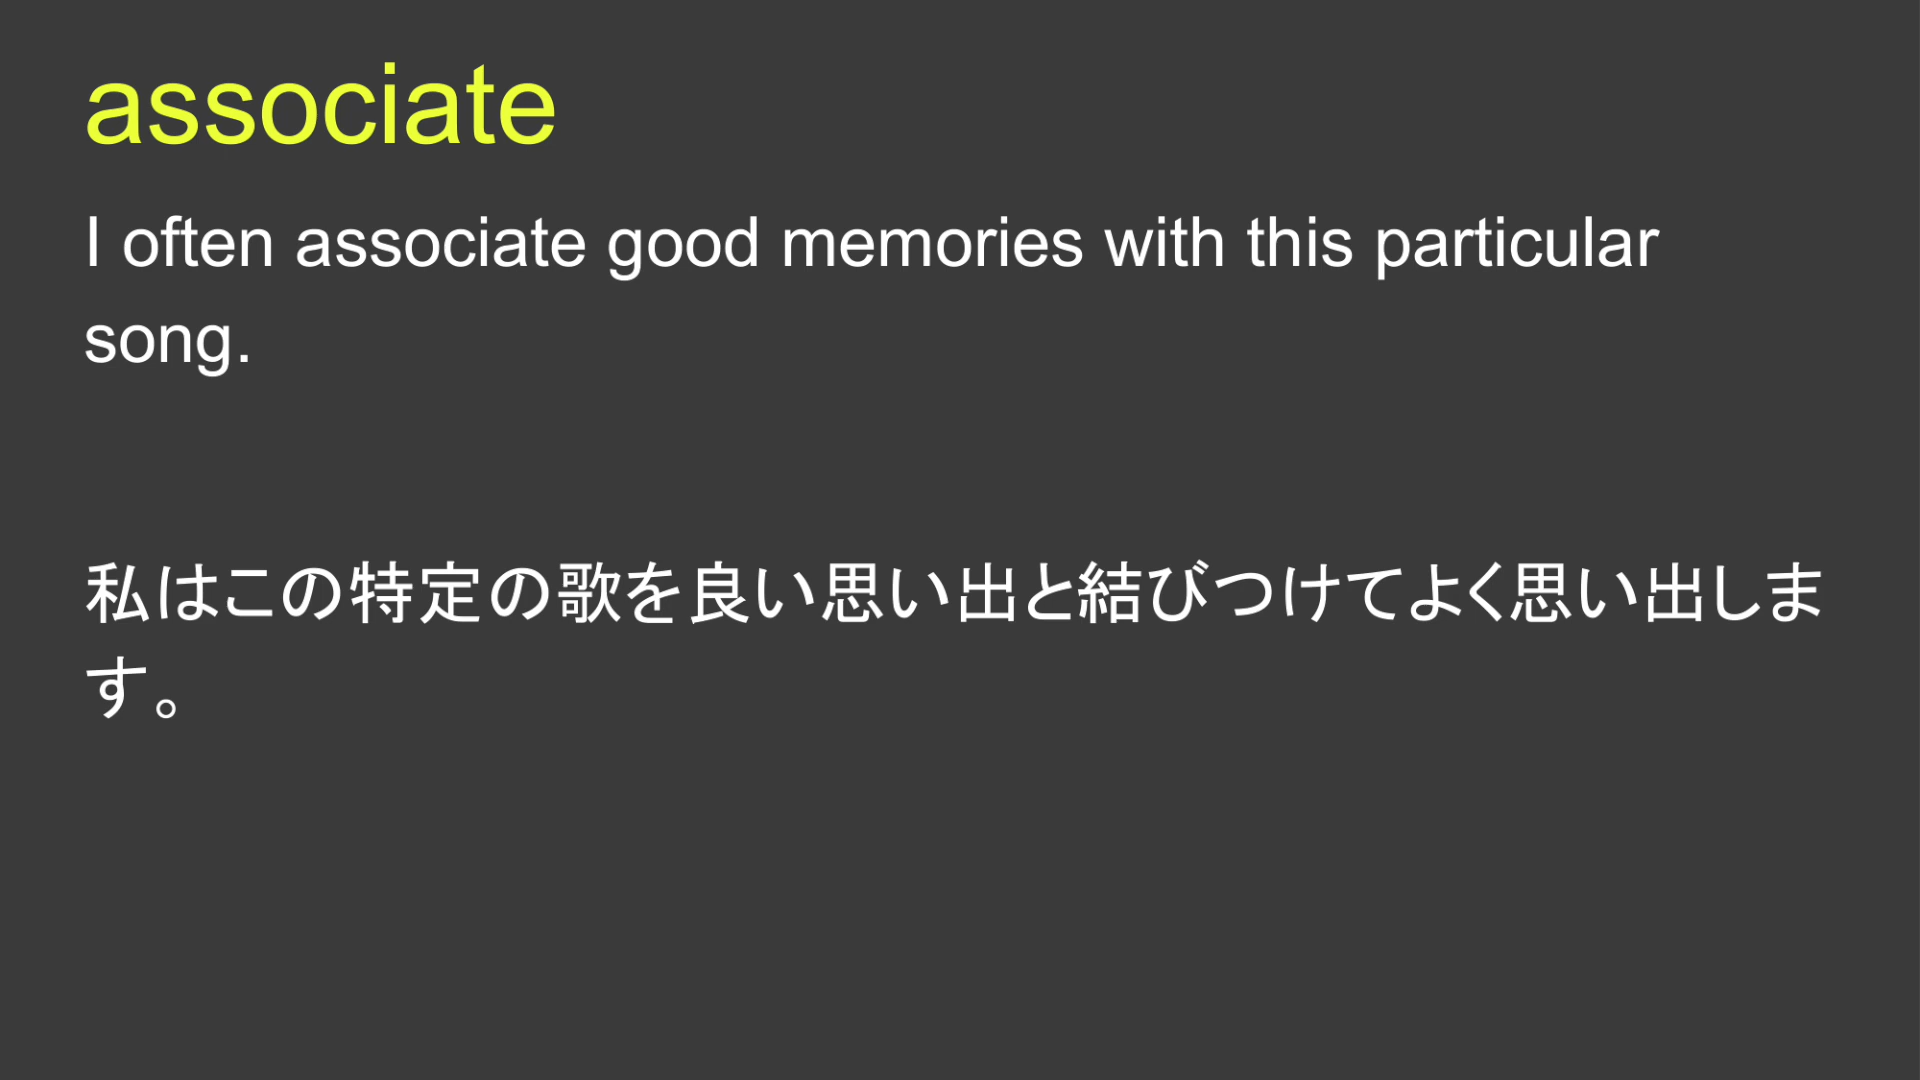 associate
I often associate good memories with this particular
song.
私はこの特定の歌を良い思い出と結びつけてよく思い出しま
す。